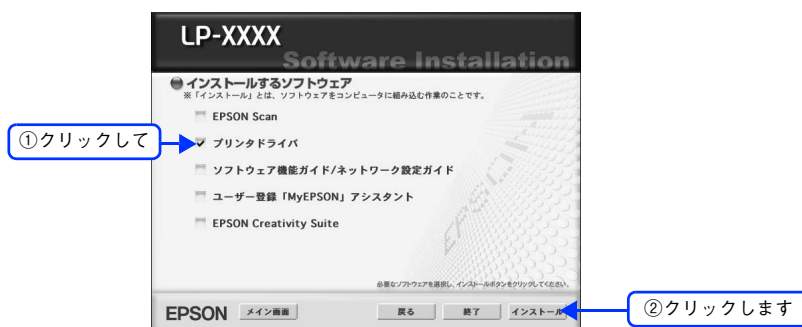 LP-XXXX
Software Installation
インストールするソフトウェア
※「インストール」とは、ソフトウェアをコンピュータに組み込む作業のことです。
EPSON Scan
①クリックして
プリンタドライバ
ソフトウェア機能ガイド/ネットワーク設定ガイド
ユーザー登録「MyEPSON」アシスタント
EPSON Creativity Suite
EPSON
必要なソフトウェアを選択し、インストールボタンをクリックしてください。
EPSON メイン画面 戻る 終了 インストール
②クリックします